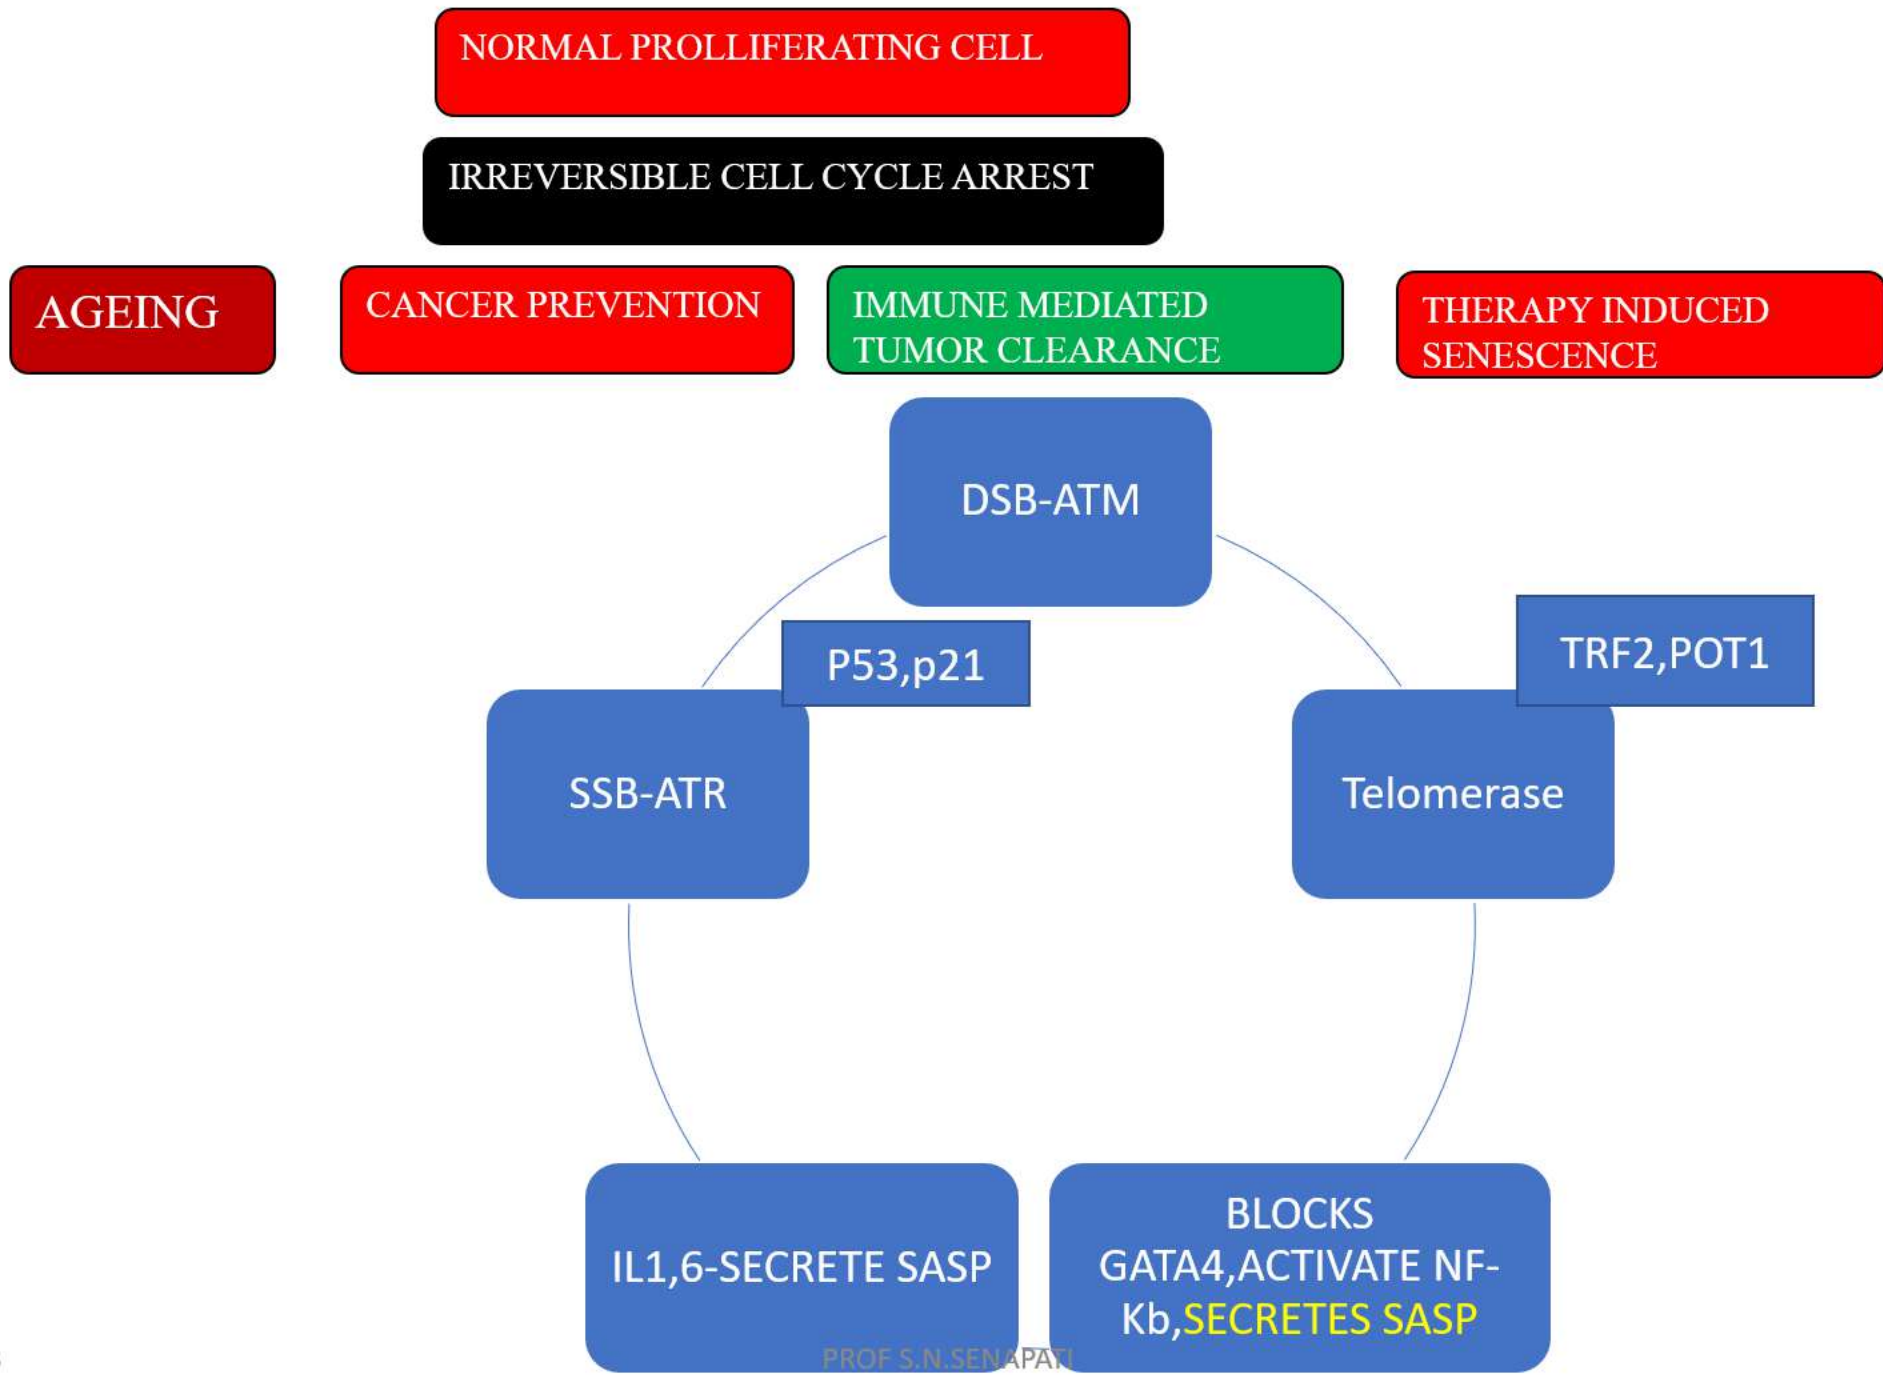 NORMAL PROLLIFERATING CELL
IRREVERSIBLE CELL CYCLE ARREST
AGEING
CANCER PREVENTION
IMMUNE MEDIATED
TUMOR CLEARANCE
THERAPY INDUCED
SENESCENCE
DSB-ATM
P53,p21
TRF2,POT1
SSB-ATR
Telomerase
IL1,6-SECRETE SASP
BLOCKS
GATA4,ACTIVATE NF-
Kb,SECRETES SASP
PROF S.N.SENAPATI